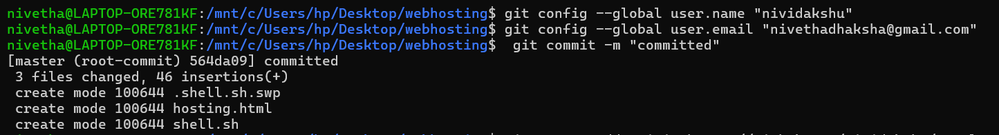 nivetha@LAPTOP-ORE781KF:/mnt/c/Users/hp/Desktop/webhosting$ git config --global user.name "nividakshu"
nivetha@LAPTOP-ORE781KF:/mnt/c/Users/hp/Desktop/webhosting$ git config --global user.email "nivethadhaksha@gmail.com"
nivetha@LAPTOP-ORE781KF:/mnt/c/Users/hp/Desktop/webhosting$  git commit -m "committed"
[master (root-commit) 564da09] committed
 3 files changed, 46 insertions(+)
 create mode 100644 .shell.sh.swp
 create mode 100644 hosting.html
 create mode 100644 shell.sh